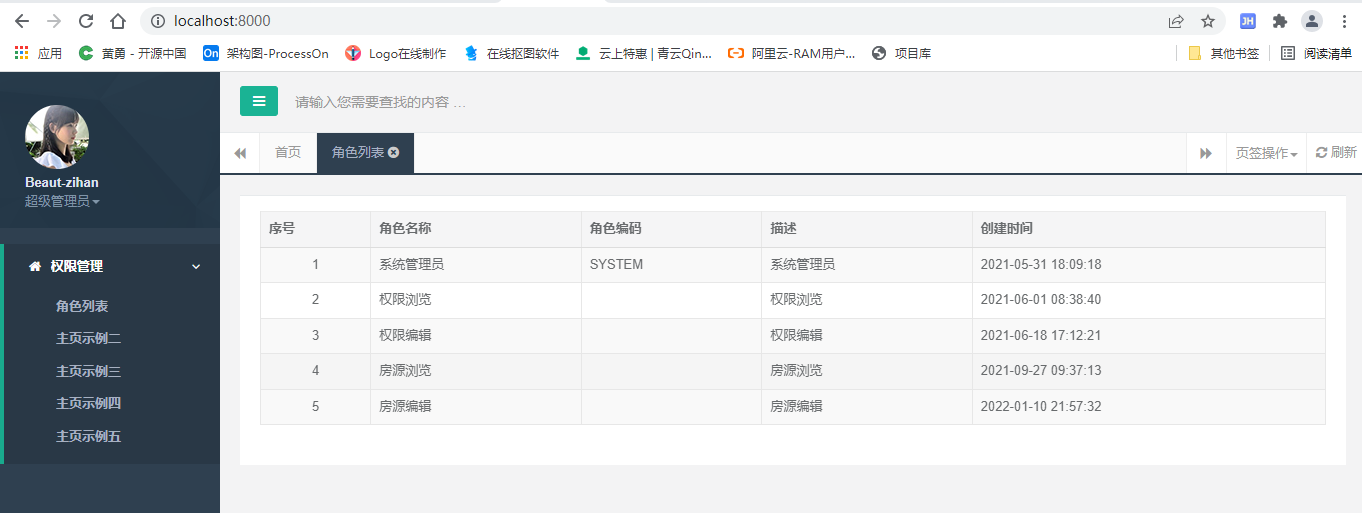 localhost:8000
JH
应用 黄勇 - 开源中国 On 架构图-ProcessOn Logo在线制作 在线抠图软件 云上特惠 | 青云Qin... 阿里云-RAM用户... 项目库 其他书签 阅读清单
请输入您需要查找的内容 …
首页 角色列表 页签操作 刷新
Beaut-zihan
超级管理员
权限管理
角色列表
主页示例二
主页示例三
主页示例四
主页示例五
序号 角色名称 角色编码 描述 创建时间
1 系统管理员 SYSTEM 系统管理员 2021-05-31 18:09:18
2 权限浏览 权限浏览 2021-06-01 08:38:40
3 权限编辑 权限编辑 2021-06-18 17:12:21
4 房源浏览 房源浏览 2021-09-27 09:37:13
5 房源编辑 房源编辑 2022-01-10 21:57:32